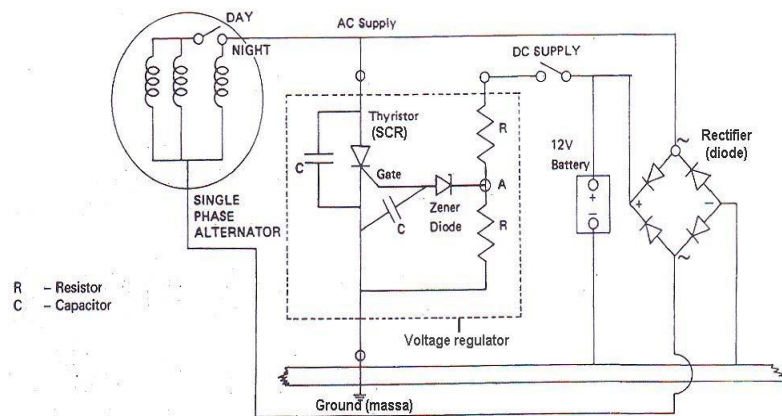 DAY
NIGHT
AC Supply
DC SUPPLY
Thyristor
(SCR)
Gate
C
C
R
A
R
Zener
Diode
12V
Battery
+
−
Rectifier
(diode)
~
+
−
~
SINGLE
PHASE
ALTERNATOR
R – Resistor
C – Capacitor
Voltage regulator
Ground (massa)